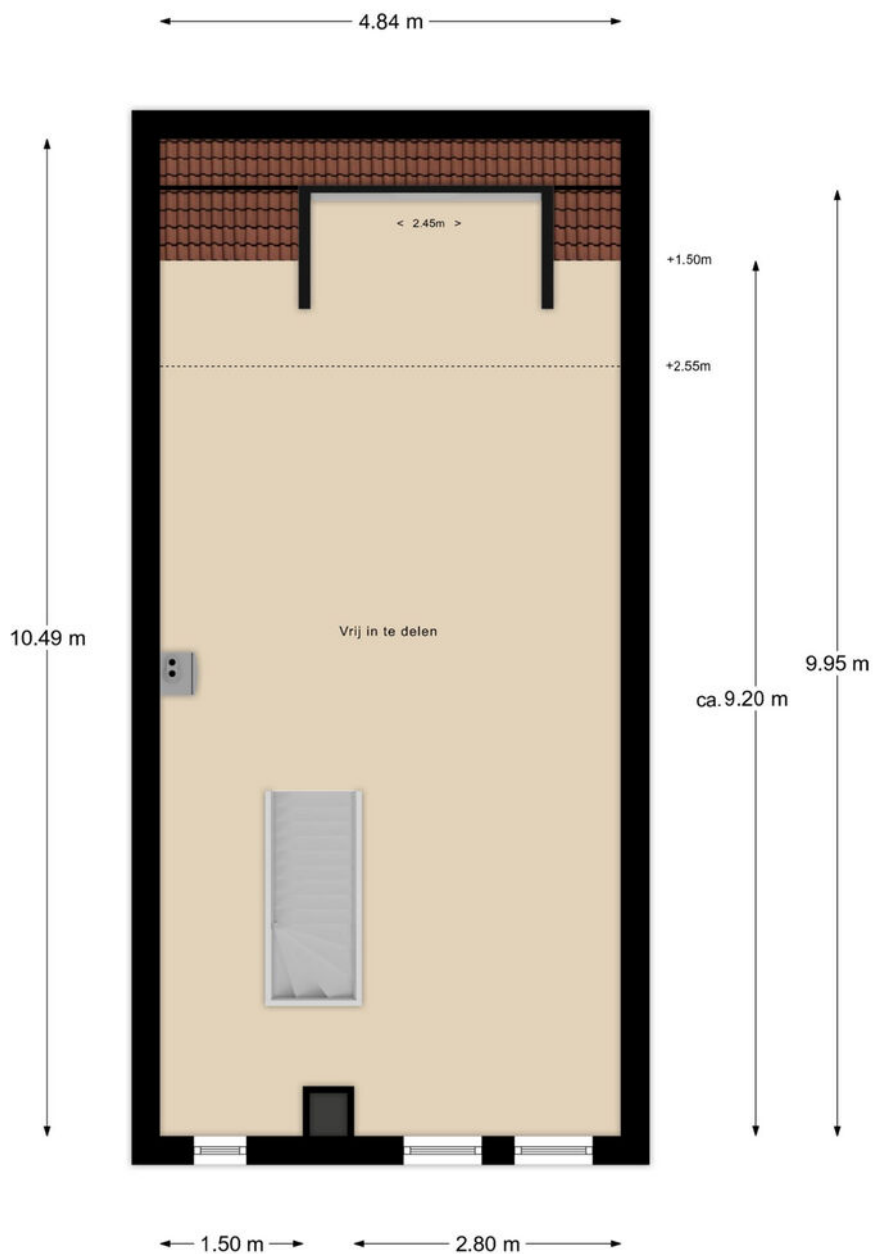 4.84 m
< 2.45m >
+1.50m
+2.55m
Vrij in te delen
10.49 m
9.95 m
ca. 9.20 m
1.50 m
2.80 m